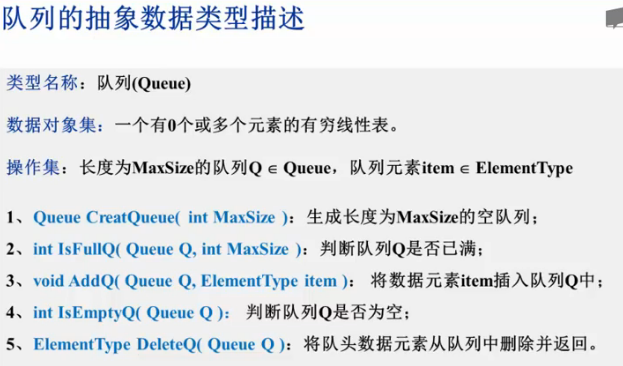 队列的抽象数据类型描述
类型名称：队列(Queue)
数据对象集：一个有0个或多个元素的有穷线性表。
操作集：长度为MaxSize的队列Q ∈ Queue，队列元素item ∈ ElementType
1、Queue CreatQueue( int MaxSize )：生成长度为MaxSize的空队列；
2、int IsFullQ( Queue Q, int MaxSize )：判断队列Q是否已满；
3、void AddQ( Queue Q, ElementType item )： 将数据元素item插入队列Q中；
4、int IsEmptyQ( Queue Q )： 判断队列Q是否为空；
5、ElementType DeleteQ( Queue Q )：将队头数据元素从队列中删除并返回。